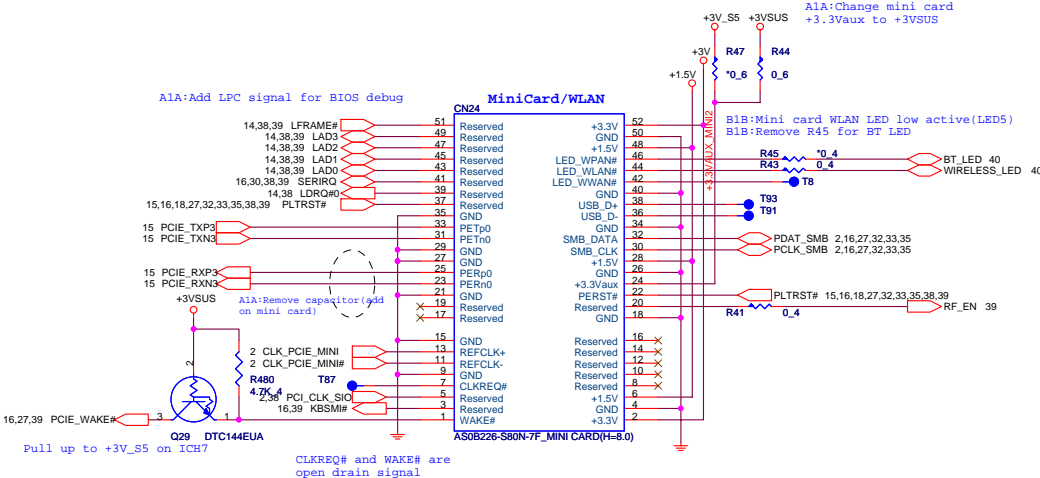 A1A:Change mini card
+3.3Vaux to +3VSUS
+3V_S5
+3VSUS
+3V
R47
R44
*0_6
0_6
+1.5V
A1A:Add LPC signal for BIOS debug
MiniCard/WLAN
CN24
B1B:Mini card WLAN LED low active(LED5)
B1B:Remove R45 for BT LED
+3.3VAUX_MINI2
14,38,39 LFRAME# 51 Reserved
14,38,39 LAD3 49 Reserved
14,38,39 LAD2 47 Reserved
14,38,39 LAD1 45 Reserved
14,38,39 LAD0 43 Reserved
16,30,38,39 SERIRQ 41 Reserved
14,38 LDRQ#0 39 Reserved
15,16,18,27,32,33,35,38,39 PLTRST# 37 Reserved
35 GND
15 PCIE_TXP3 33 PETp0
15 PCIE_TXN3 31 PETn0
29 GND
27 GND
15 PCIE_RXP3 25 PERp0
15 PCIE_RXN3 23 PERn0
21 GND
19 Reserved
17 Reserved
15 GND
2 CLK_PCIE_MINI 13 REFCLK+
2 CLK_PCIE_MINI# 11 REFCLK-
9 GND
T87 7 CLKREQ#
2,38 PCI_CLK_SIO 5 Reserved
16,39 KBSMI# 3 Reserved
1 WAKE#
+3.3V 52
GND 50
+1.5V 48
LED_WPAN# 46 R45 *0_4 BT_LED 40
LED_WLAN# 44 R43 0_4 WIRELESS_LED 40
LED_WWAN# 42 T8
GND 40
USB_D+ 38 T93
USB_D- 36 T91
GND 34
SMB_DATA 32 PDAT_SMB 2,16,27,32,33,35
SMB_CLK 30 PCLK_SMB 2,16,27,32,33,35
+1.5V 28
GND 26
+3.3Vaux 24
PERST# 22 PLTRST# 15,16,18,27,32,33,35,38,39
Reserved 20 R41 0_4 RF_EN 39
GND 18
Reserved 16
Reserved 14
Reserved 12
Reserved 10
Reserved 8
+1.5V 6
GND 4
+3.3V 2
A1A:Remove capacitor(add
on mini card)
+3VSUS
2
R480
4.7K_4
16,27,39 PCIE_WAKE# 3 1
Q29 DTC144EUA
AS0B226-S80N-7F_MINI CARD(H=8.0)
Pull up to +3V_S5 on ICH7
CLKREQ# and WAKE# are
open drain signal